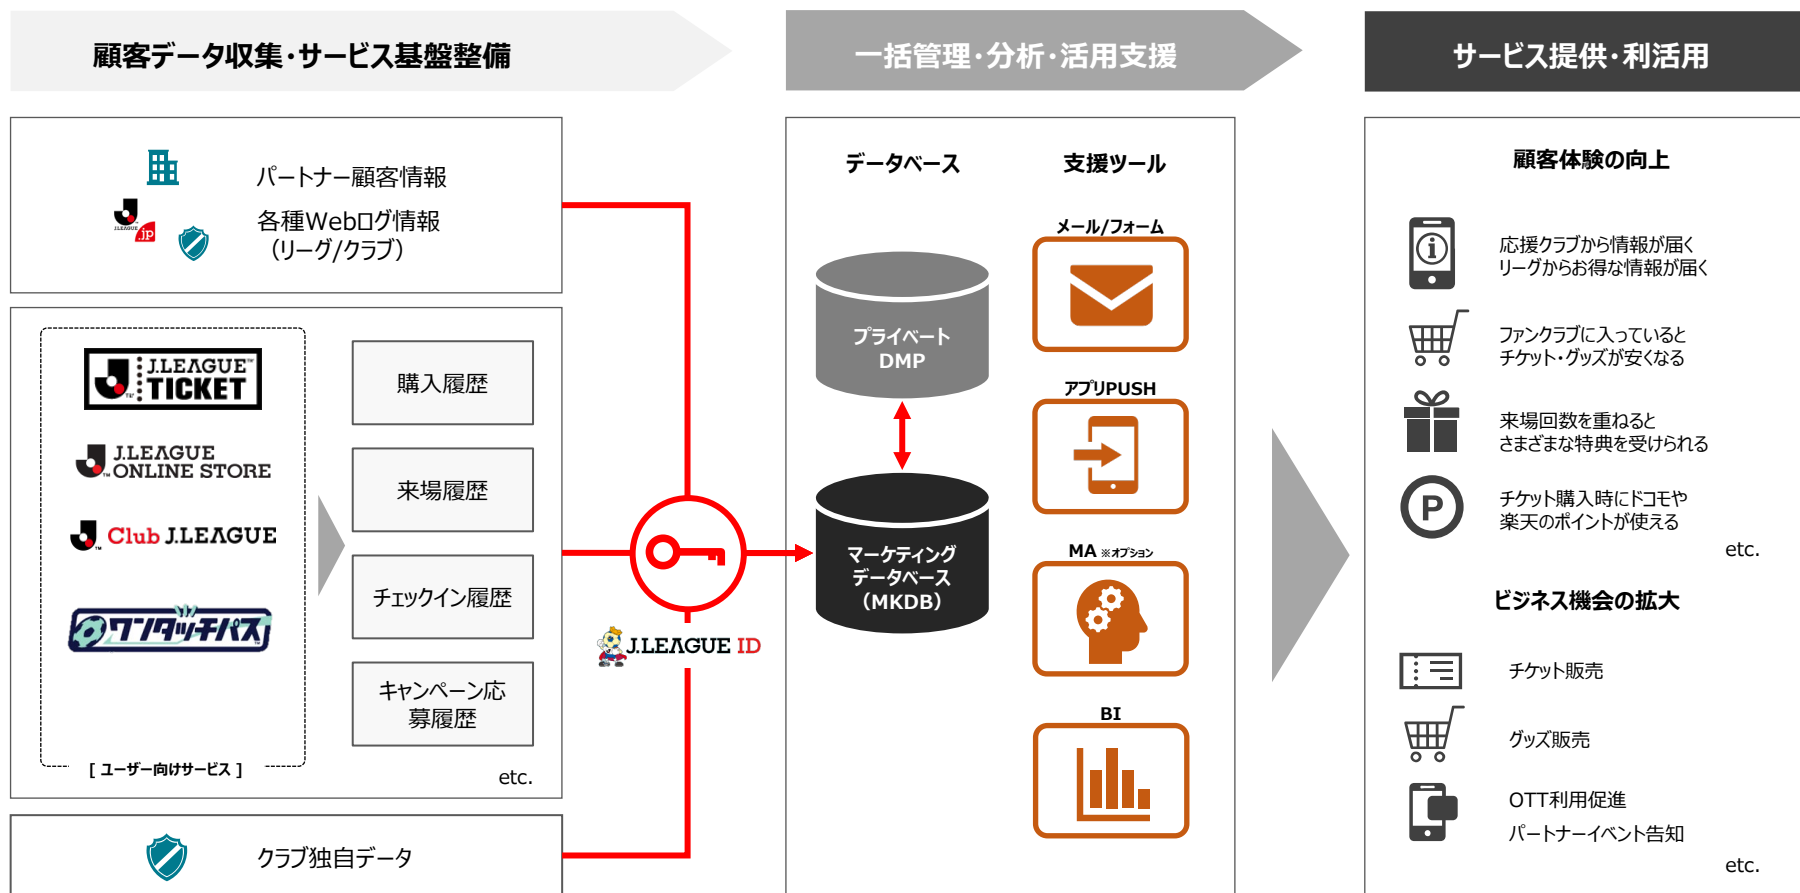 顧客データ収集・サービス基盤整備
一括管理・分析・活用支援
サービス提供・利活用
パートナー顧客情報
J.LEAGUE
.jp
各種Webログ情報
（リーグ/クラブ）
J.LEAGUE™
TICKET
J.LEAGUE
ONLINE STORE
Club J.LEAGUE
ワンタッチパス
[ ユーザー向けサービス ]
購入履歴
来場履歴
チェックイン履歴
キャンペーン応
募履歴
etc.
クラブ独自データ
J.LEAGUE ID
データベース
プライベート
DMP
マーケティング
データベース
（MKDB）
支援ツール
メール/フォーム
アプリPUSH
MA ※オプション
BI
顧客体験の向上
応援クラブから情報が届く
リーグからお得な情報が届く
ファンクラブに入っていると
チケット・グッズが安くなる
来場回数を重ねると
さまざまな特典を受けられる
P
チケット購入時にドコモや
楽天のポイントが使える
etc.
ビジネス機会の拡大
チケット販売
グッズ販売
OTT利用促進
パートナーイベント告知
etc.